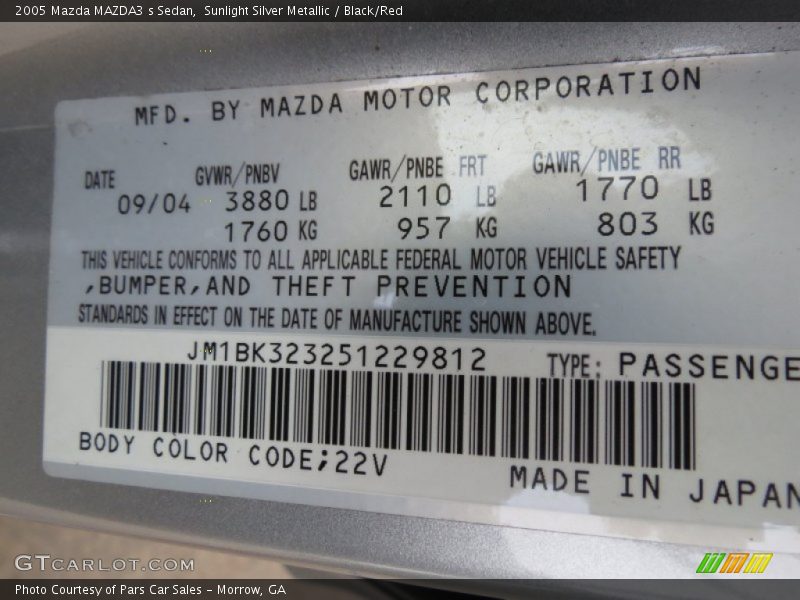 2005 Mazda MAZDA3 s Sedan, Sunlight Silver Metallic / Black/Red
MFD. BY MAZDA MOTOR CORPORATION
DATE GVWR/PNBV GAWR/PNBE FRT GAWR/PNBE RR
09/04 3880 LB 2110 LB 1770 LB
1760 KG 957 KG 803 KG
THIS VEHICLE CONFORMS TO ALL APPLICABLE FEDERAL MOTOR VEHICLE SAFETY
,BUMPER,AND THEFT PREVENTION
STANDARDS IN EFFECT ON THE DATE OF MANUFACTURE SHOWN ABOVE.
JM1BK323251229812 TYPE: PASSENGE
BODY COLOR CODE;22V
MADE IN JAPAN
GTCARLOT.COM
Photo Courtesy of Pars Car Sales - Morrow, GA